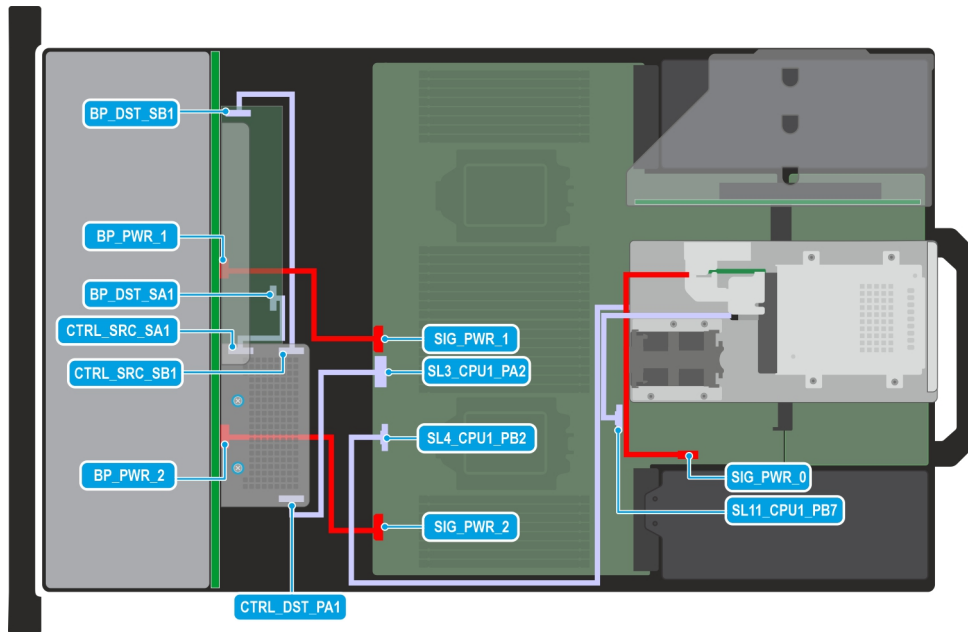 BP_DST_SB1
BP_PWR_1
BP_DST_SA1
CTRL_SRC_SA1
CTRL_SRC_SB1
BP_PWR_2
CTRL_DST_PA1
SIG_PWR_1
SL3_CPU1_PA2
SL4_CPU1_PB2
SIG_PWR_2
SIG_PWR_0
SL11_CPU1_PB7